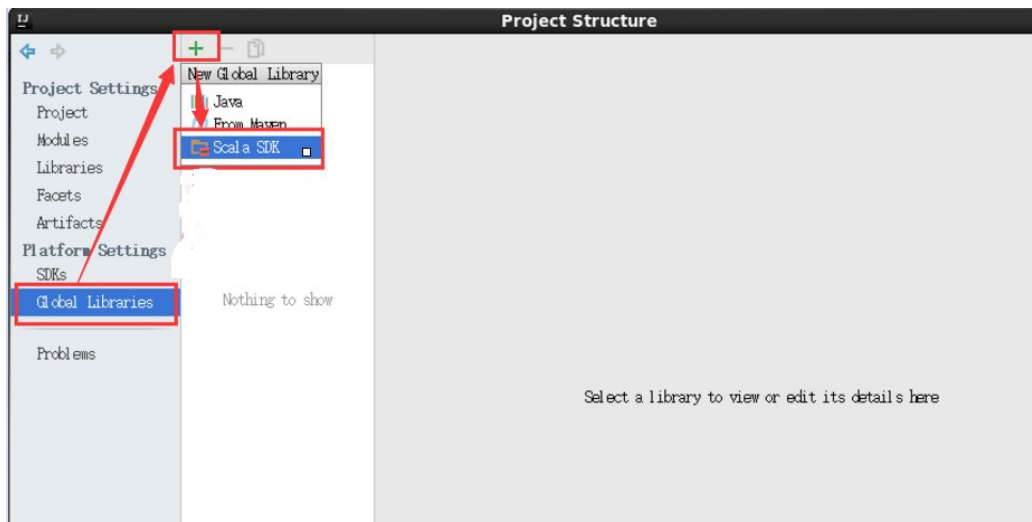 IJ
Project Structure
New Global Library
Project Settings
Java
Project
From Maven
Modules
Scala SDK
Libraries
Facets
Artifacts
Platform Settings
SDKs
Global Libraries
Nothing to show
Problems
Select a library to view or edit its details here